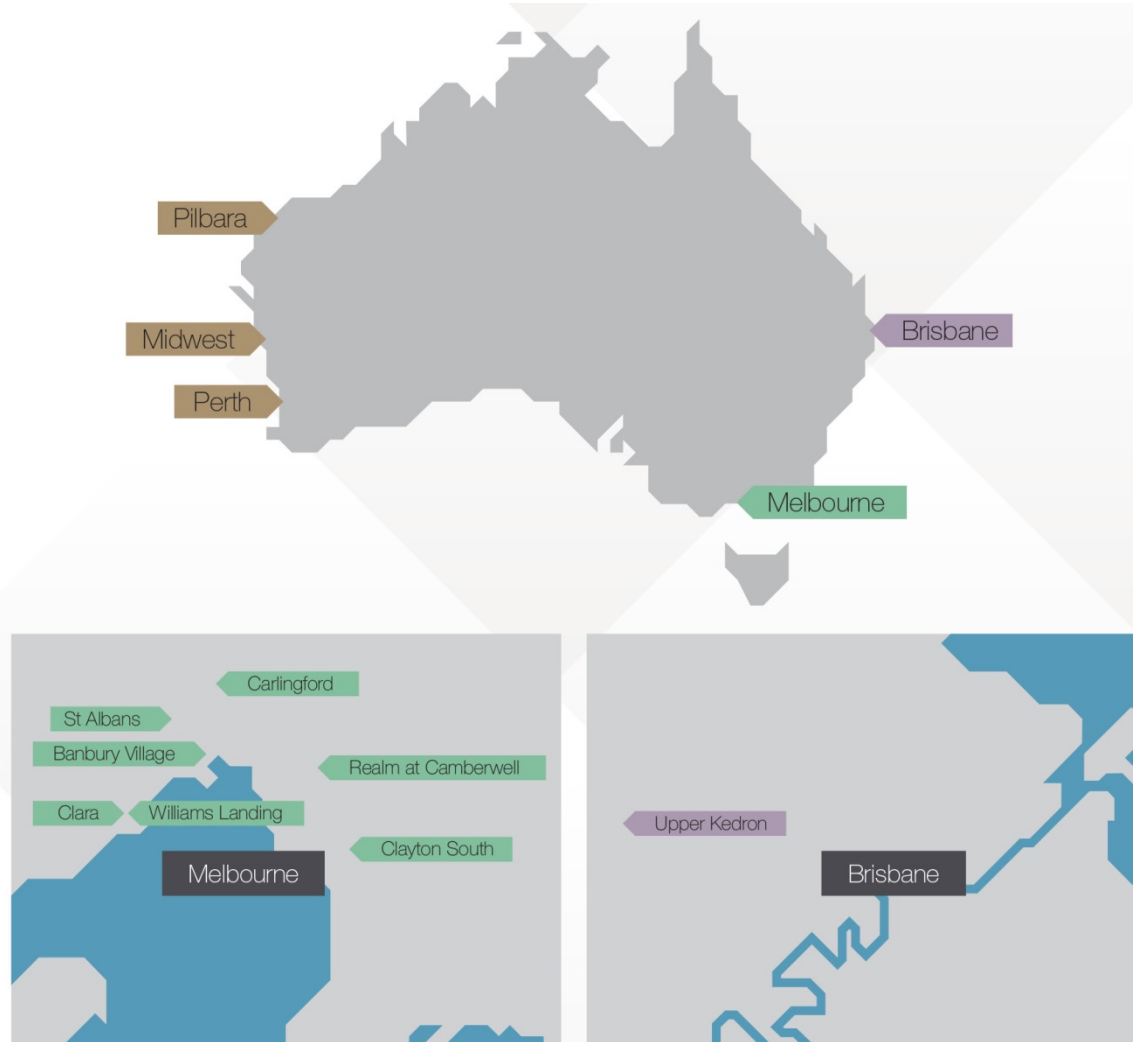 Pilbara
Midwest
Brisbane
Perth
Melbourne
Carlingford
St Albans
Banbury Village
Realm at Camberwell
Clara
Williams Landing
Clayton South
Melbourne
Upper Kedron
Brisbane